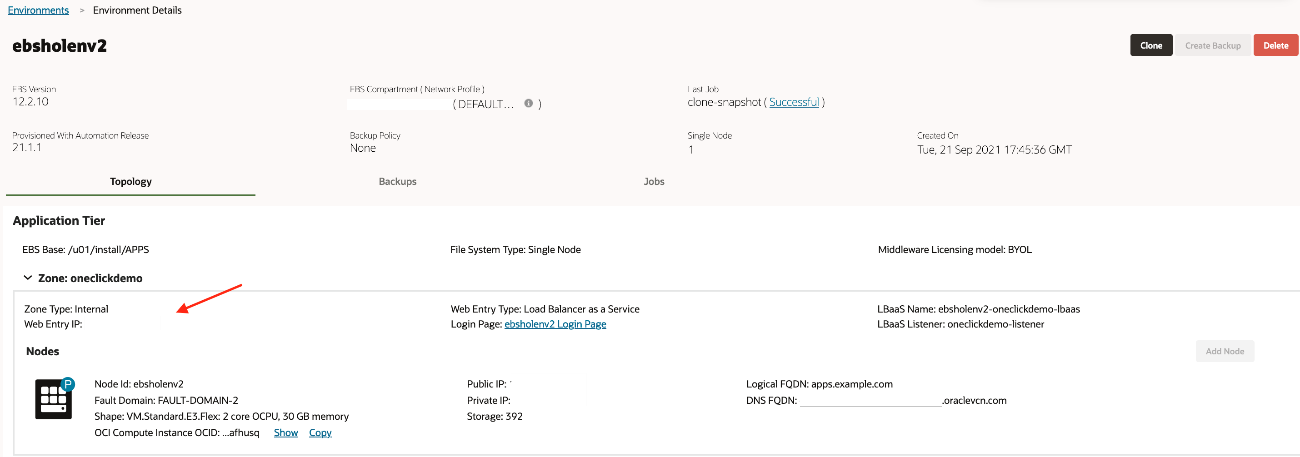 Environments > Environment Details
ebsholenv2
Clone Create Backup Delete
EBS Version EBS Compartment ( Network Profile ) Last Job
12.2.10 ( DEFAULT... i ) clone-snapshot ( Successful )
Provisioned With Automation Release Backup Policy Single Node Created On
21.1.1 None 1 Tue, 21 Sep 2021 17:45:36 GMT
Topology Backups Jobs
Application Tier
EBS Base: /u01/install/APPS File System Type: Single Node Middleware Licensing model: BYOL
Zone: oneclickdemo
Zone Type: Internal Web Entry Type: Load Balancer as a Service LBaaS Name: ebsholenv2-oneclickdemo-lbaas
Web Entry IP: Login Page: ebsholenv2 Login Page LBaaS Listener: oneclickdemo-listener
Nodes Add Node
P
Node Id: ebsholenv2 Public IP: Logical FQDN: apps.example.com
Fault Domain: FAULT-DOMAIN-2 Private IP: DNS FQDN: .oraclevcn.com
Shape: VM.Standard.E3.Flex: 2 core OCPU, 30 GB memory Storage: 392
OCI Compute Instance OCID: ...afhusq Show Copy